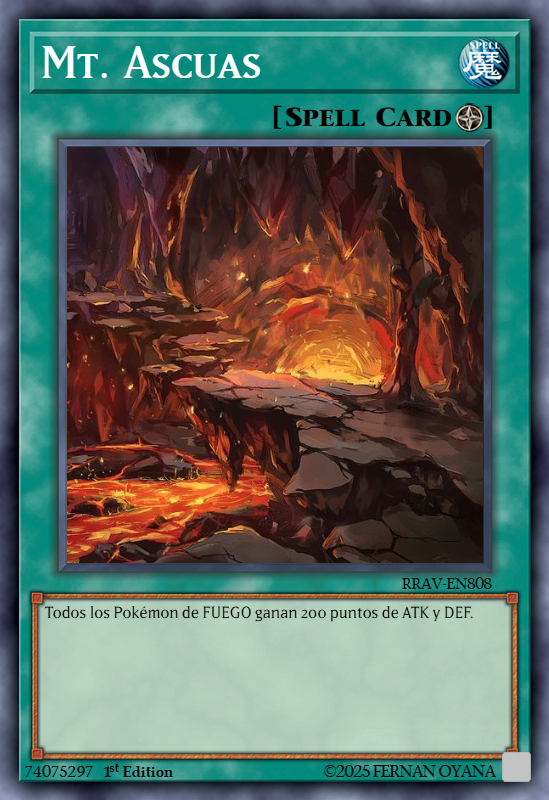 Mt. Ascuas
SPELL
魔
[Spell Card]
RRAV-EN808
Todos los Pokémon de FUEGO ganan 200 puntos de ATK y DEF.
74075297 1st Edition ©2025 FERNAN OYANA